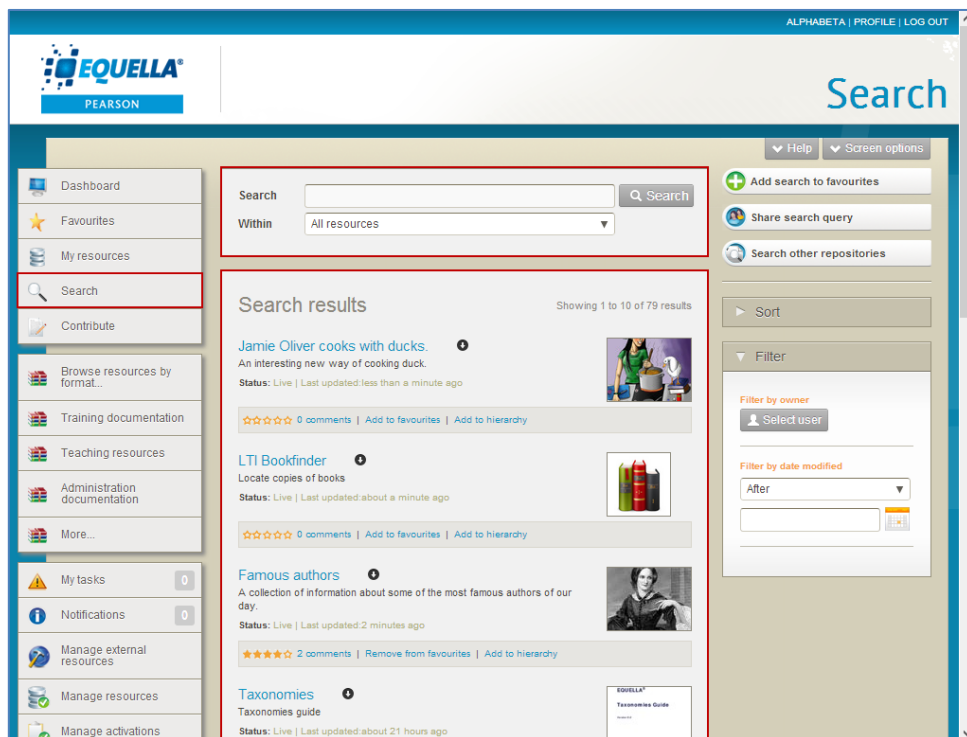 ALPHABETA | PROFILE | LOG OUT
EQUELLA®
PEARSON
Search
Help
Screen options
Dashboard
Favourites
My resources
Search
Contribute
Browse resources by
format...
Training documentation
Teaching resources
Administration
documentation
More...
My tasks 0
Notifications 0
Manage external
resources
Manage resources
Manage activations
Search
Search
Within
All resources
Search results
Showing 1 to 10 of 79 results
Jamie Oliver cooks with ducks.
An interesting new way of cooking duck.
Status: Live | Last updated:less than a minute ago
0 comments | Add to favourites | Add to hierarchy
LTI Bookfinder
Locate copies of books
Status: Live | Last updated:about a minute ago
0 comments | Add to favourites | Add to hierarchy
Famous authors
A collection of information about some of the most famous authors of our
day.
Status: Live | Last updated:2 minutes ago
2 comments | Remove from favourites | Add to hierarchy
Taxonomies
Taxonomies guide
Status: Live | Last updated:about 21 hours ago
EQUELLA®
Taxonomies Guide
Add search to favourites
Share search query
Search other repositories
Sort
Filter
Filter by owner
Select user
Filter by date modified
After